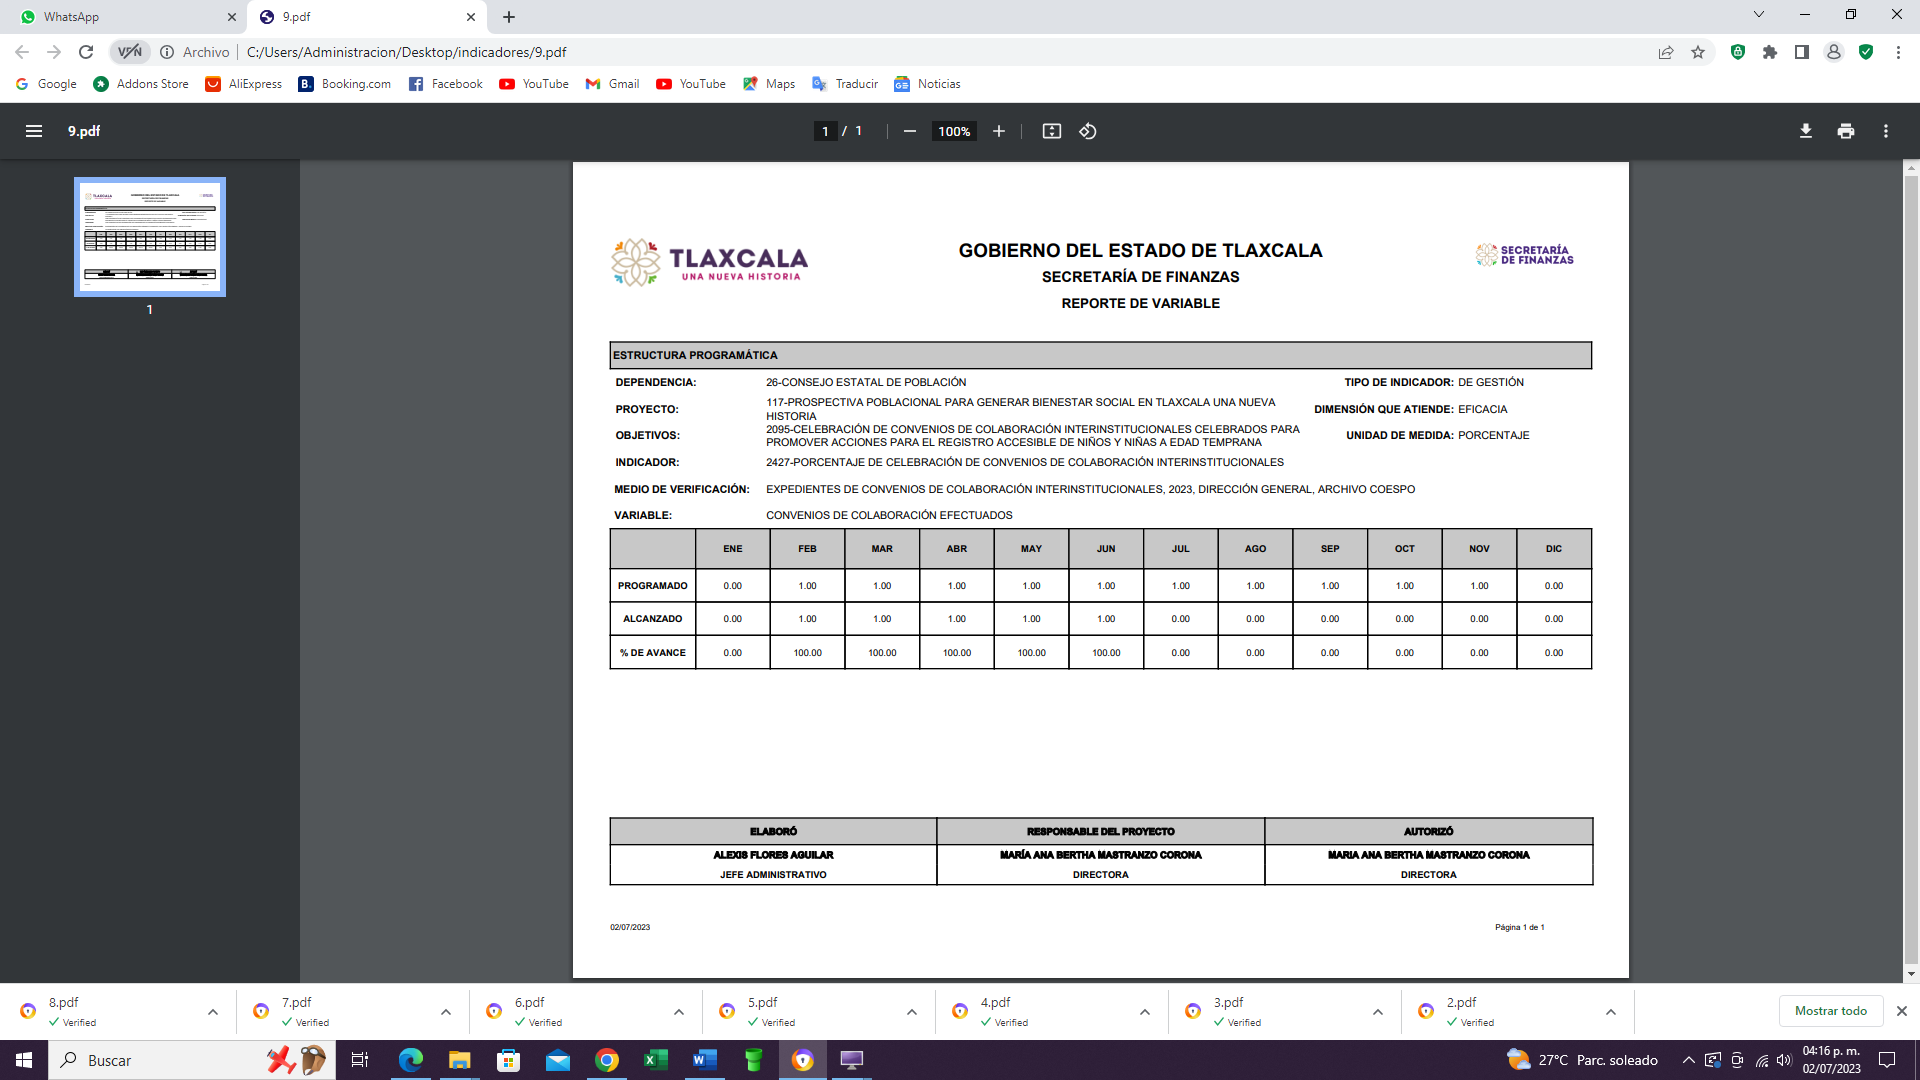 WhatsApp
9.pdf
VPN
Archivo
C:/Users/Administracion/Desktop/indicadores/9.pdf
Google
Addons Store
AliExpress
Booking.com
Facebook
YouTube
Gmail
YouTube
Maps
Traducir
Noticias
9.pdf
1 / 1
100%
1
TLAXCALA
UNA NUEVA HISTORIA
GOBIERNO DEL ESTADO DE TLAXCALA
SECRETARÍA DE FINANZAS
REPORTE DE VARIABLE
SECRETARÍA
DE FINANZAS
ESTRUCTURA PROGRAMÁTICA
DEPENDENCIA: 26-CONSEJO ESTATAL DE POBLACIÓN TIPO DE INDICADOR: DE GESTIÓN
PROYECTO: 117-PROSPECTIVA POBLACIONAL PARA GENERAR BIENESTAR SOCIAL EN TLAXCALA UNA NUEVA
HISTORIA
DIMENSIÓN QUE ATIENDE: EFICACIA
OBJETIVOS: 2095-CELEBRACIÓN DE CONVENIOS DE COLABORACIÓN INTERINSTITUCIONALES CELEBRADOS PARA
PROMOVER ACCIONES PARA EL REGISTRO ACCESIBLE DE NIÑOS Y NIÑAS A EDAD TEMPRANA
UNIDAD DE MEDIDA: PORCENTAJE
INDICADOR: 2427-PORCENTAJE DE CELEBRACIÓN DE CONVENIOS DE COLABORACIÓN INTERINSTITUCIONALES
MEDIO DE VERIFICACIÓN: EXPEDIENTES DE CONVENIOS DE COLABORACIÓN INTERINSTITUCIONALES, 2023, DIRECCIÓN GENERAL, ARCHIVO COESPO
VARIABLE: CONVENIOS DE COLABORACIÓN EFECTUADOS
ENE FEB MAR ABR MAY JUN JUL AGO SEP OCT NOV DIC
PROGRAMADO 0.00 1.00 1.00 1.00 1.00 1.00 1.00 1.00 1.00 1.00 1.00 0.00
ALCANZADO 0.00 1.00 1.00 1.00 1.00 1.00 0.00 0.00 0.00 0.00 0.00 0.00
% DE AVANCE 0.00 100.00 100.00 100.00 100.00 100.00 0.00 0.00 0.00 0.00 0.00 0.00
ELABORÓ RESPONSABLE DEL PROYECTO AUTORIZÓ
ALEXIS FLORES AGUILAR MARÍA ANA BERTHA MASTRANZO CORONA MARIA ANA BERTHA MASTRANZO CORONA
JEFE ADMINISTRATIVO DIRECTORA DIRECTORA
02/07/2023 Página 1 de 1
8.pdf
Verified
7.pdf
Verified
6.pdf
Verified
5.pdf
Verified
4.pdf
Verified
3.pdf
Verified
2.pdf
Verified
Mostrar todo
Buscar
27°C Parc. soleado
04:16 p. m.
02/07/2023